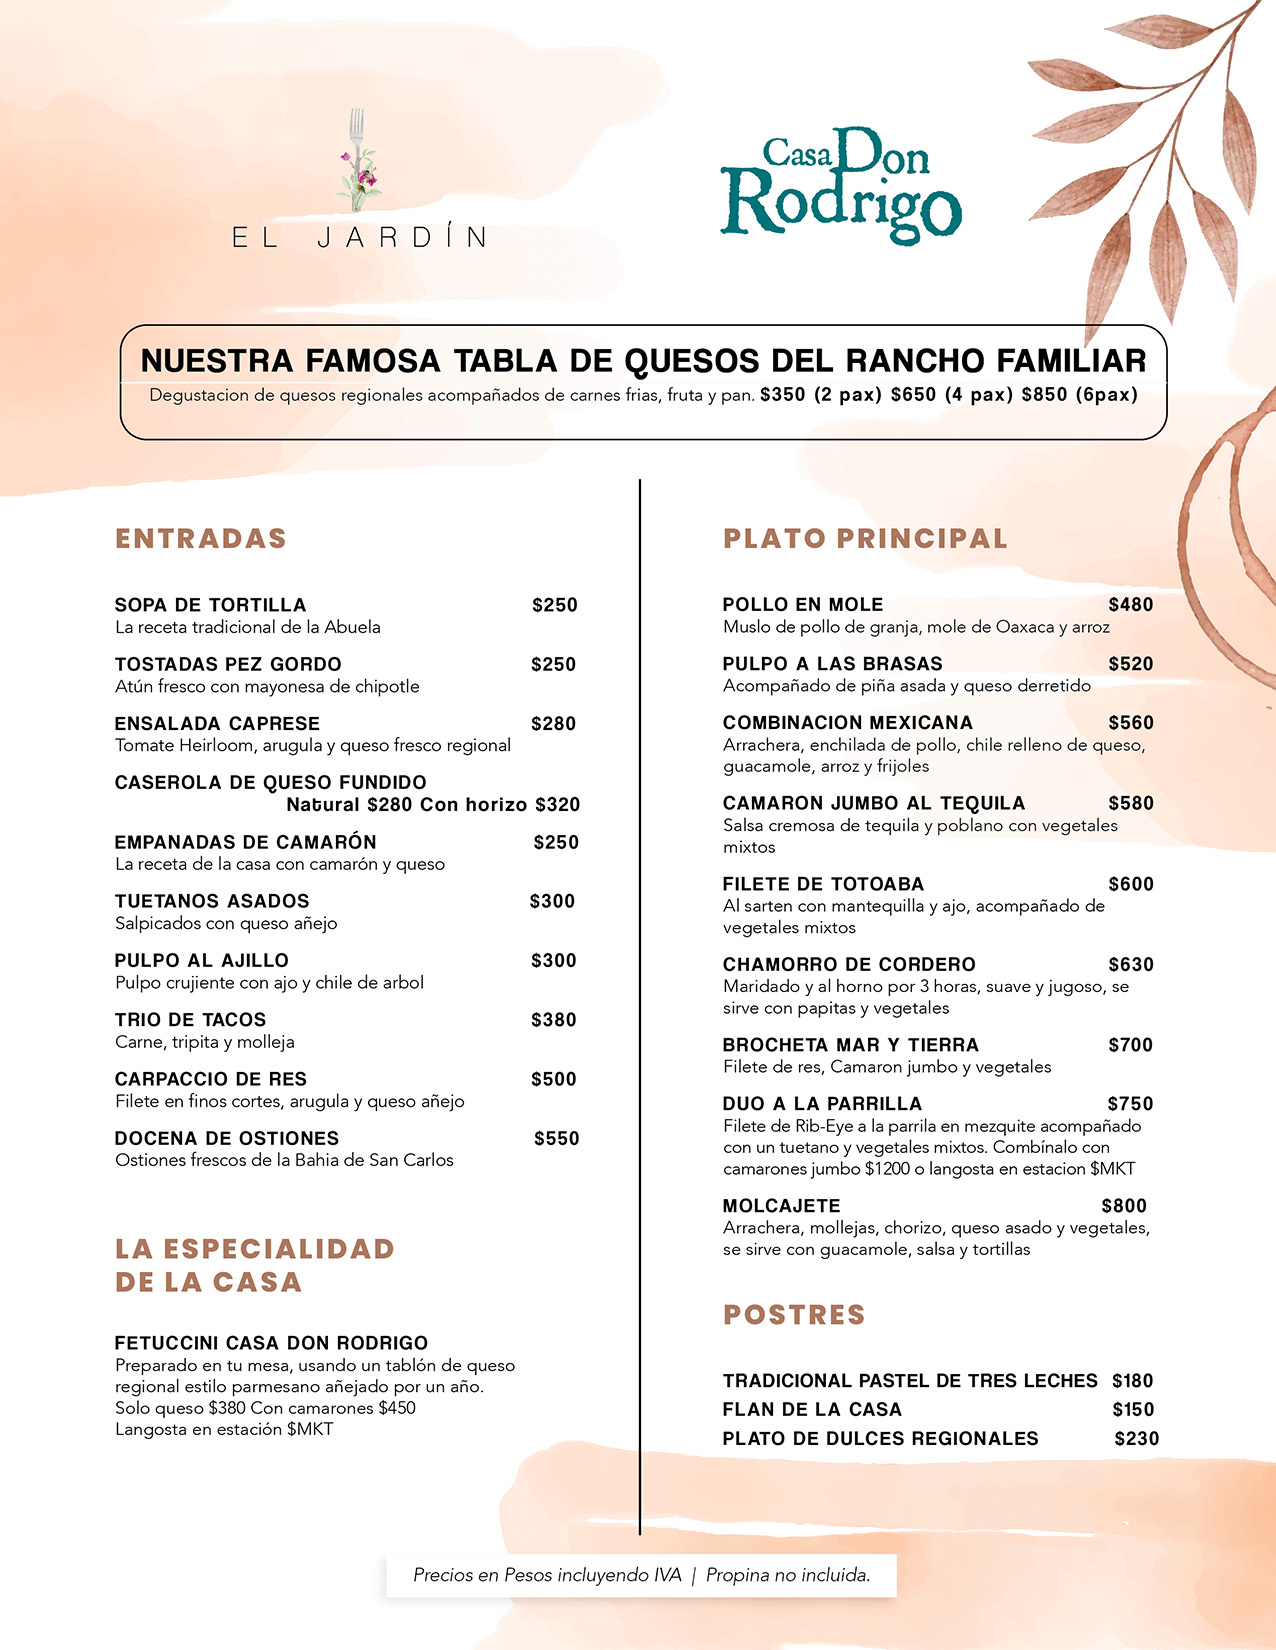 EL JARDÍN
Casa Don
Rodrigo
NUESTRA FAMOSA TABLA DE QUESOS DEL RANCHO FAMILIAR
Degustacion de quesos regionales acompañados de carnes frias, fruta y pan. $350 (2 pax) $650 (4 pax) $850 (6pax)
ENTRADAS
SOPA DE TORTILLA $250
La receta tradicional de la Abuela
TOSTADAS PEZ GORDO $250
Atún fresco con mayonesa de chipotle
ENSALADA CAPRESE $280
Tomate Heirloom, arugula y queso fresco regional
CASEROLA DE QUESO FUNDIDO
Natural $280 Con horizo $320
EMPANADAS DE CAMARÓN $250
La receta de la casa con camarón y queso
TUETANOS ASADOS $300
Salpicados con queso añejo
PULPO AL AJILLO $300
Pulpo crujiente con ajo y chile de arbol
TRIO DE TACOS $380
Carne, tripita y molleja
CARPACCIO DE RES $500
Filete en finos cortes, arugula y queso añejo
DOCENA DE OSTIONES $550
Ostiones frescos de la Bahia de San Carlos
LA ESPECIALIDAD
DE LA CASA
FETUCCINI CASA DON RODRIGO
Preparado en tu mesa, usando un tablón de queso
regional estilo parmesano añejado por un año.
Solo queso $380 Con camarones $450
Langosta en estación $MKT
PLATO PRINCIPAL
POLLO EN MOLE $480
Muslo de pollo de granja, mole de Oaxaca y arroz
PULPO A LAS BRASAS $520
Acompañado de piña asada y queso derretido
COMBINACION MEXICANA $560
Arrachera, enchilada de pollo, chile relleno de queso,
guacamole, arroz y frijoles
CAMARON JUMBO AL TEQUILA $580
Salsa cremosa de tequila y poblano con vegetales
mixtos
FILETE DE TOTOABA $600
Al sarten con mantequilla y ajo, acompañado de
vegetales mixtos
CHAMORRO DE CORDERO $630
Maridado y al horno por 3 horas, suave y jugoso, se
sirve con papitas y vegetales
BROCHETA MAR Y TIERRA $700
Filete de res, Camaron jumbo y vegetales
DUO A LA PARRILLA $750
Filete de Rib-Eye a la parrila en mezquite acompañado
con un tuetano y vegetales mixtos. Combínalo con
camarones jumbo $1200 o langosta en estacion $MKT
MOLCAJETE $800
Arrachera, mollejas, chorizo, queso asado y vegetales,
se sirve con guacamole, salsa y tortillas
POSTRES
TRADICIONAL PASTEL DE TRES LECHES $180
FLAN DE LA CASA $150
PLATO DE DULCES REGIONALES $230
Precios en Pesos incluyendo IVA | Propina no incluida.